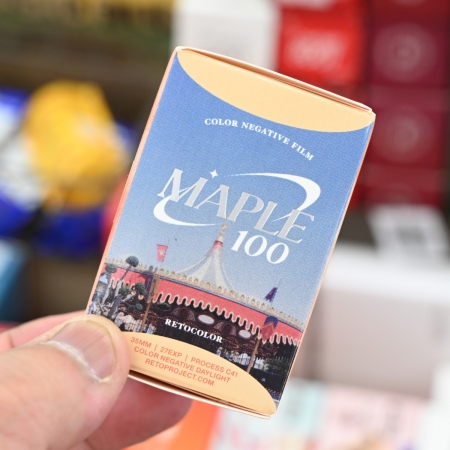 COLOR NEGATIVE FILM
MAPLE
100
RETOCOLOR
35MM | 27EXP | PROCESS C41
COLOR NEGATIVE DAYLIGHT
RETOPROJECT.COM